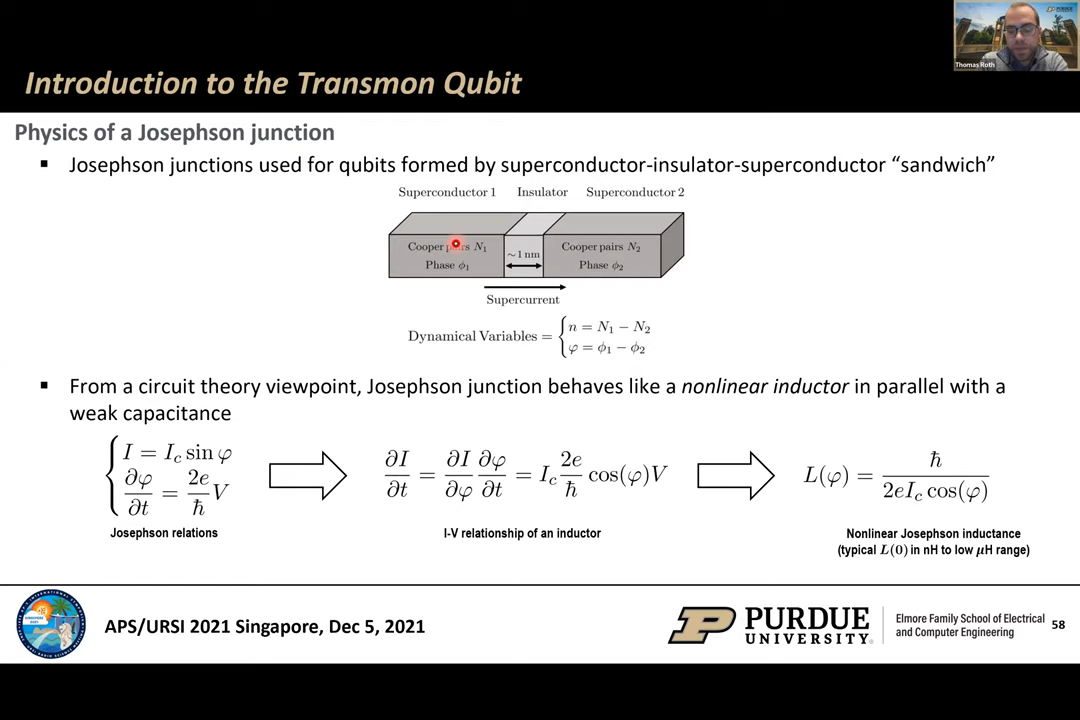 PURDUE
Thomas Roth
Introduction to the Transmon Qubit
Physics of a Josephson junction
▪ Josephson junctions used for qubits formed by superconductor-insulator-superconductor “sandwich”
Superconductor 1 Insulator Superconductor 2
Cooper pairs N₁ ∼1 nm Cooper pairs N₂
Phase ϕ₁ Phase ϕ₂
Supercurrent
Dynamical Variables = { n = N₁ − N₂
φ = ϕ₁ − ϕ₂
▪ From a circuit theory viewpoint, Josephson junction behaves like a nonlinear inductor in parallel with a
weak capacitance
{ I = I_c sin φ
∂φ/∂t = 2e/ℏ V
∂I/∂t = ∂I/∂φ ∂φ/∂t = I_c 2e/ℏ cos(φ)V
L(φ) = ℏ/2eI_c cos(φ)
Josephson relations
I-V relationship of an inductor
Nonlinear Josephson inductance
(typical L(0) in nH to low μH range)
APS/URSI 2021 Singapore, Dec 5, 2021
PURDUE
UNIVERSITY®
Elmore Family School of Electrical
and Computer Engineering
58